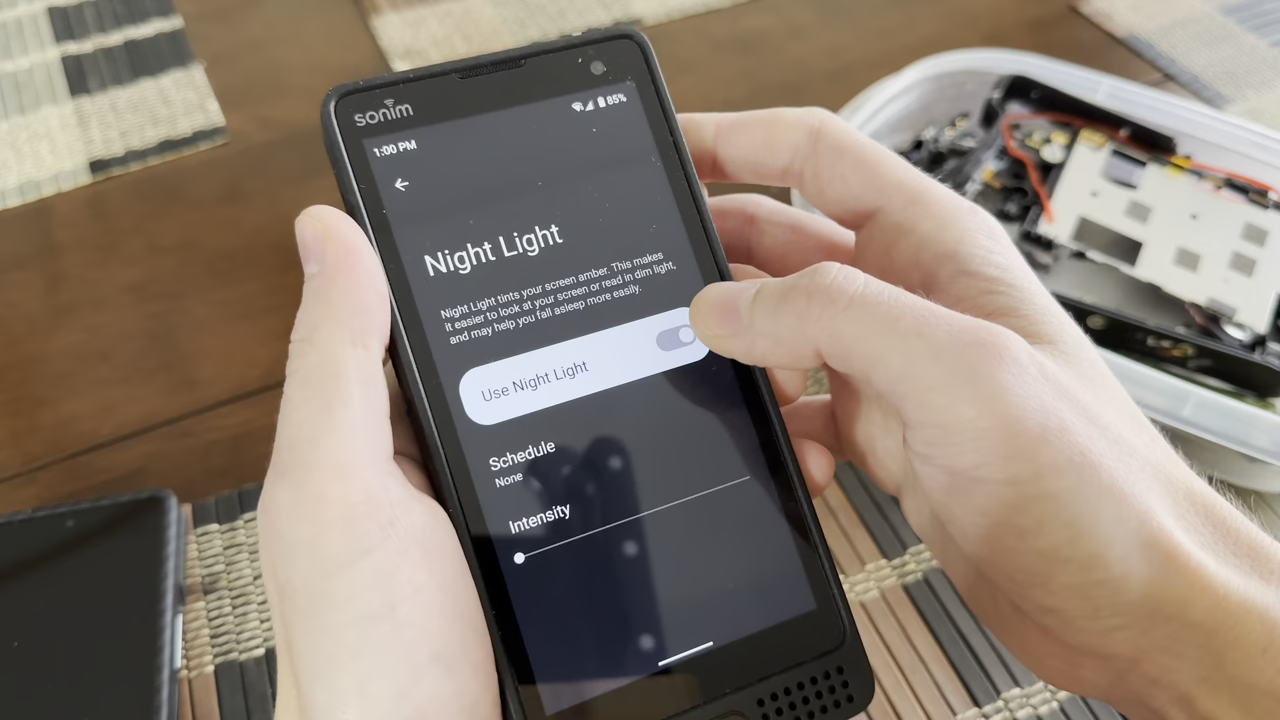 sonim
85%
1:00 PM
Night Light
Night Light tints your screen amber. This makes
it easier to look at your screen or read in dim light,
and may help you fall asleep more easily.
Use Night Light
Schedule
None
Intensity